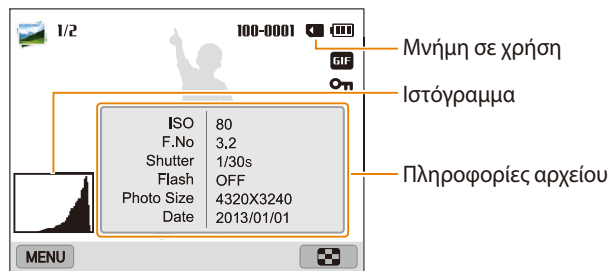 1/2 100-0001
Μνήμη σε χρήση
GIF
Ιστόγραμμα
ISO 80
F.No 3.2
Shutter 1/30s
Flash OFF
Πληροφορίες αρχείου
Photo Size 4320X3240
Date 2013/01/01
MENU